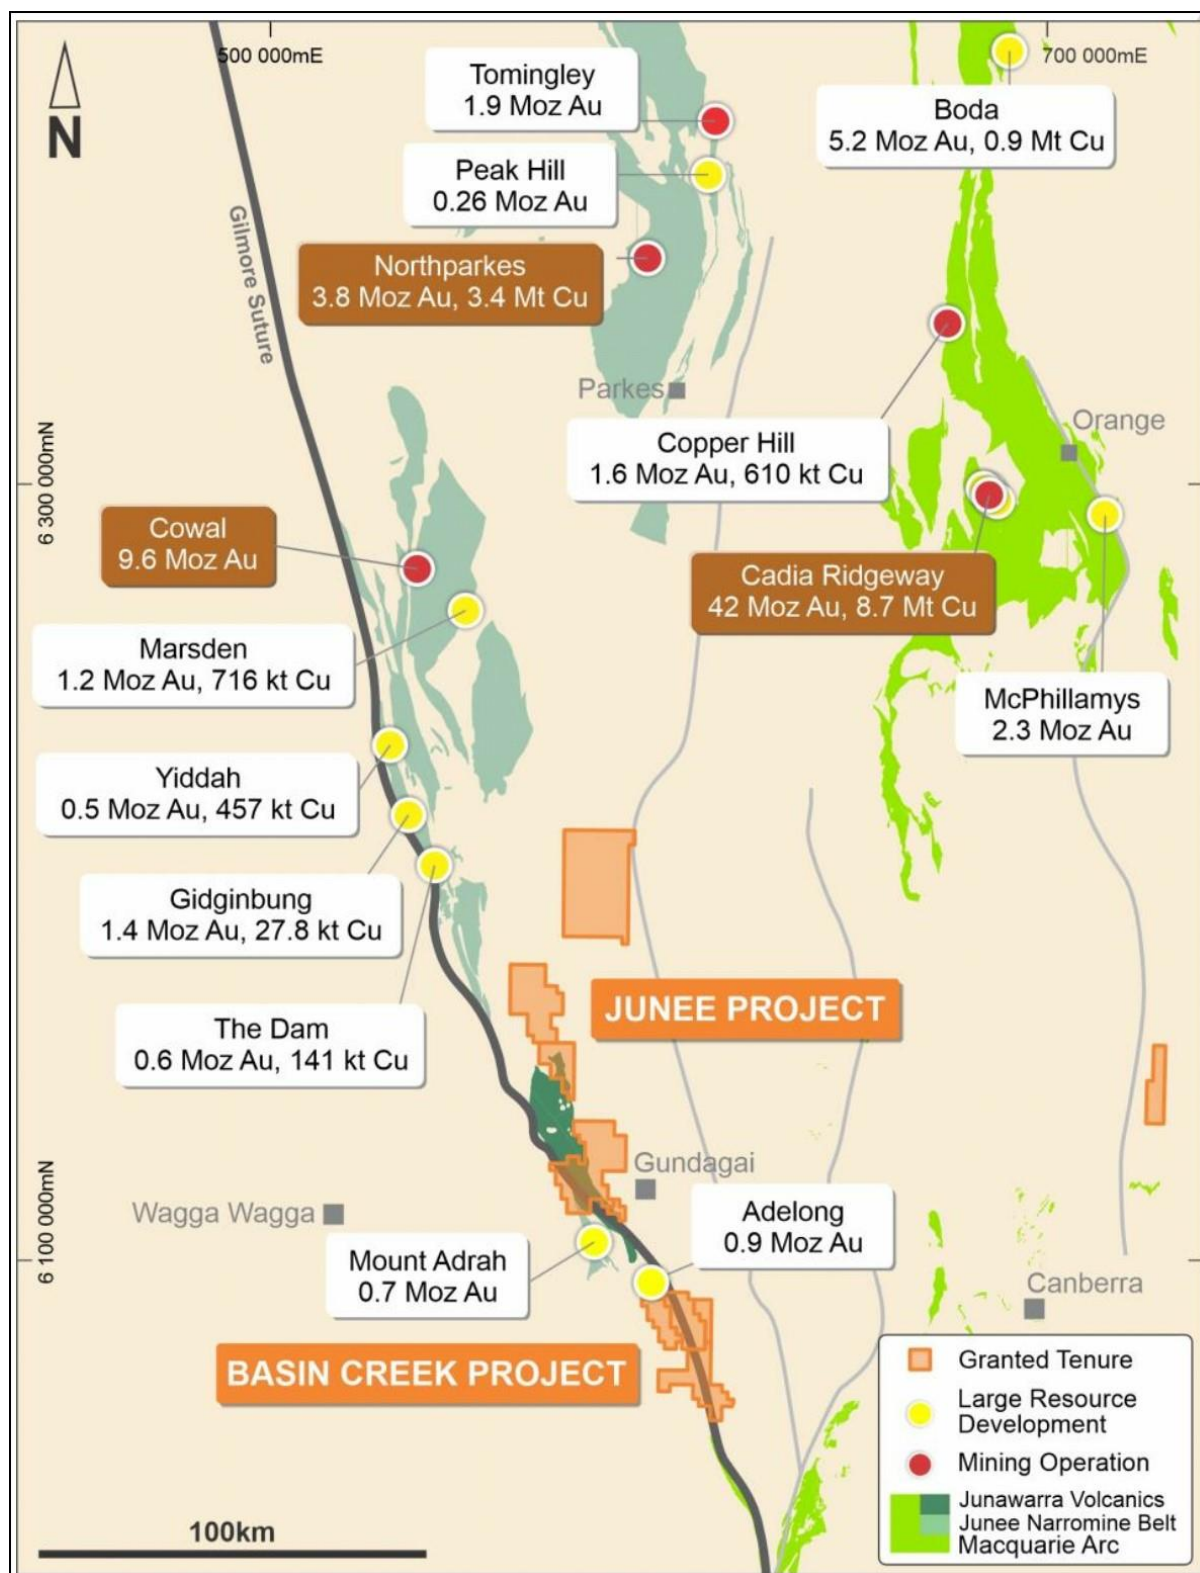 500 000mE
700 000mE
N
Tomingley
1.9 Moz Au
Boda
5.2 Moz Au, 0.9 Mt Cu
Peak Hill
0.26 Moz Au
Gilmore Suture
Northparkes
3.8 Moz Au, 3.4 Mt Cu
Parkes
Orange
Copper Hill
1.6 Moz Au, 610 kt Cu
6 300 000mN
Cowal
9.6 Moz Au
Cadia Ridgeway
42 Moz Au, 8.7 Mt Cu
Marsden
1.2 Moz Au, 716 kt Cu
McPhillamys
2.3 Moz Au
Yiddah
0.5 Moz Au, 457 kt Cu
Gidginbung
1.4 Moz Au, 27.8 kt Cu
JUNEE PROJECT
The Dam
0.6 Moz Au, 141 kt Cu
Gundagai
6 100 000mN
Wagga Wagga
Adelong
0.9 Moz Au
Mount Adrah
0.7 Moz Au
Canberra
BASIN CREEK PROJECT
Granted Tenure
Large Resource
Development
Mining Operation
Junawarra Volcanics
Junee Narromine Belt
Macquarie Arc
100km